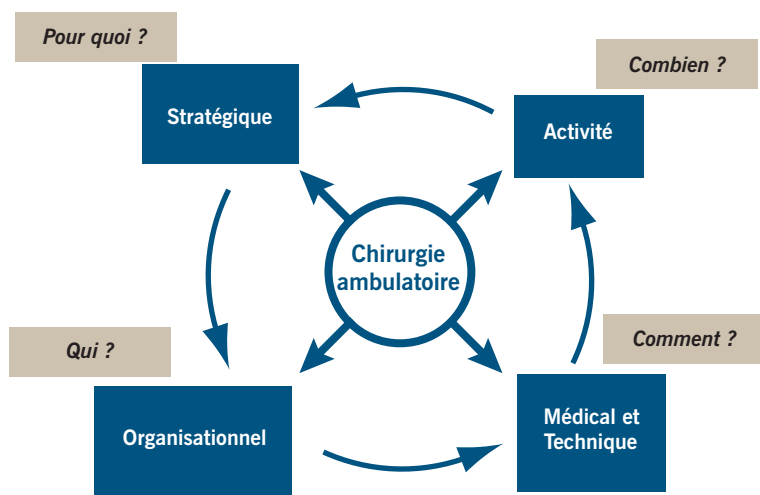 Pour quoi ?
Combien ?
Stratégique
Activité
Chirurgie
ambulatoire
Qui ?
Comment ?
Organisationnel
Médical et
Technique